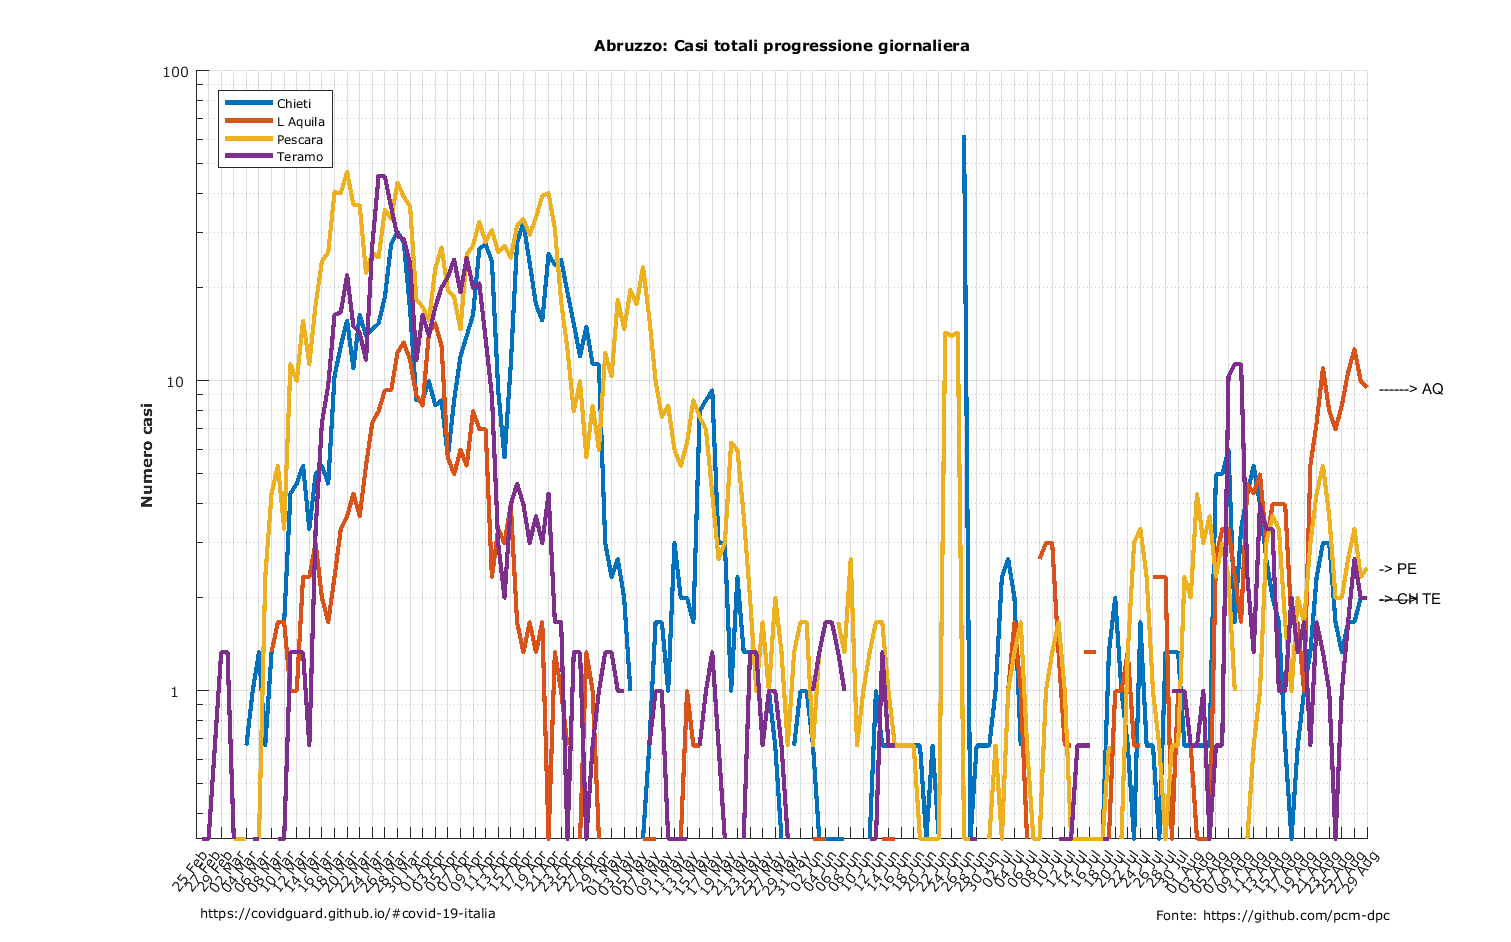 Abruzzo: Casi totali progressione giornaliera
100
10
1
Numero casi
Chieti
L Aquila
Pescara
Teramo
------> AQ
-> PE
-> CH
TE
25 Feb
27 Feb
29 Feb
02 Mar
04 Mar
06 Mar
08 Mar
10 Mar
12 Mar
14 Mar
16 Mar
18 Mar
20 Mar
22 Mar
24 Mar
26 Mar
28 Mar
30 Mar
01 Apr
03 Apr
05 Apr
07 Apr
09 Apr
11 Apr
13 Apr
15 Apr
17 Apr
19 Apr
21 Apr
23 Apr
25 Apr
27 Apr
29 Apr
01 May
03 May
05 May
07 May
09 May
11 May
13 May
15 May
17 May
19 May
21 May
23 May
25 May
27 May
29 May
31 May
02 Jun
04 Jun
06 Jun
08 Jun
10 Jun
12 Jun
14 Jun
16 Jun
18 Jun
20 Jun
22 Jun
24 Jun
26 Jun
28 Jun
30 Jun
02 Jul
04 Jul
06 Jul
08 Jul
10 Jul
12 Jul
14 Jul
16 Jul
18 Jul
20 Jul
22 Jul
24 Jul
26 Jul
28 Jul
30 Jul
01 Aug
03 Aug
05 Aug
07 Aug
09 Aug
11 Aug
13 Aug
15 Aug
17 Aug
19 Aug
21 Aug
23 Aug
25 Aug
27 Aug
29 Aug
https://covidguard.github.io/#covid-19-italia
Fonte: https://github.com/pcm-dpc